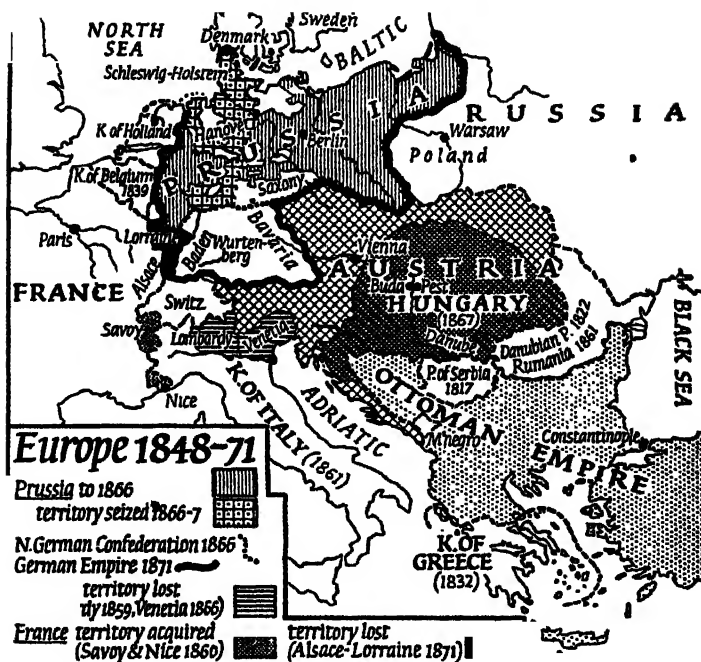 NORTH
SEA
Sweden
Denmark
BALTIC
Schleswig-Holstein
RUSSIA
K of Holland
Hanover
PRUSSIA
Berlin
Warsaw
Poland
K. of Belgium
1839
Saxony
Paris
Lorraine
Alsace
Baden
Wurten-
berg
Bavaria
Vienna
AUSTRIA
FRANCE
Buda Pest
HUNGARY
(1867)
Switz
Savoy
Lombardy
Venetia
Danube
Danubian P. 1822
Rumania 1861
BLACK SEA
P. of Serbia
1817
Nice
K. OF ITALY (1861)
ADRIATIC
OTTOMAN
EMPIRE
M'negro
Constantinople
K. OF
GREECE
(1832)
Europe 1848-71
Prussia to 1866
territory seized 1866-7
N. German Confederation 1866
German Empire 1871
territory lost
dy 1859, Venetia 1866)
France territory acquired
(Savoy & Nice 1860)
territory lost
(Alsace-Lorraine 1871)